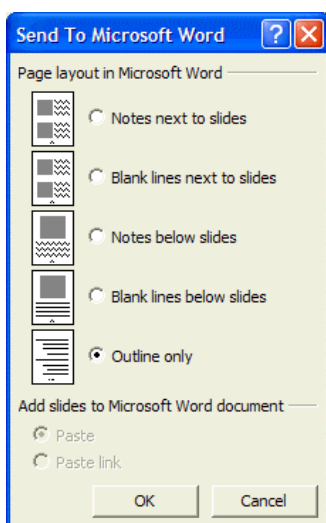 Send To Microsoft Word
Page layout in Microsoft Word
Notes next to slides
Blank lines next to slides
Notes below slides
Blank lines below slides
Outline only
Add slides to Microsoft Word document
Paste
Paste link
OK Cancel